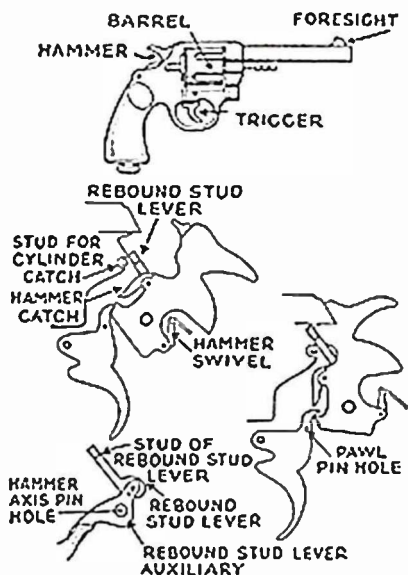 BARREL
FORESIGHT
HAMMER
TRIGGER
REBOUND STUD
LEVER
STUD FOR
CYLINDER
CATCH
HAMMER
CATCH
HAMMER
SWIVEL
PAWL
PIN HOLE
STUD OF
REBOUND STUD
LEVER
HAMMER
AXIS PIN
HOLE
REBOUND
STUD LEVER
REBOUND STUD LEVER
AUXILIARY